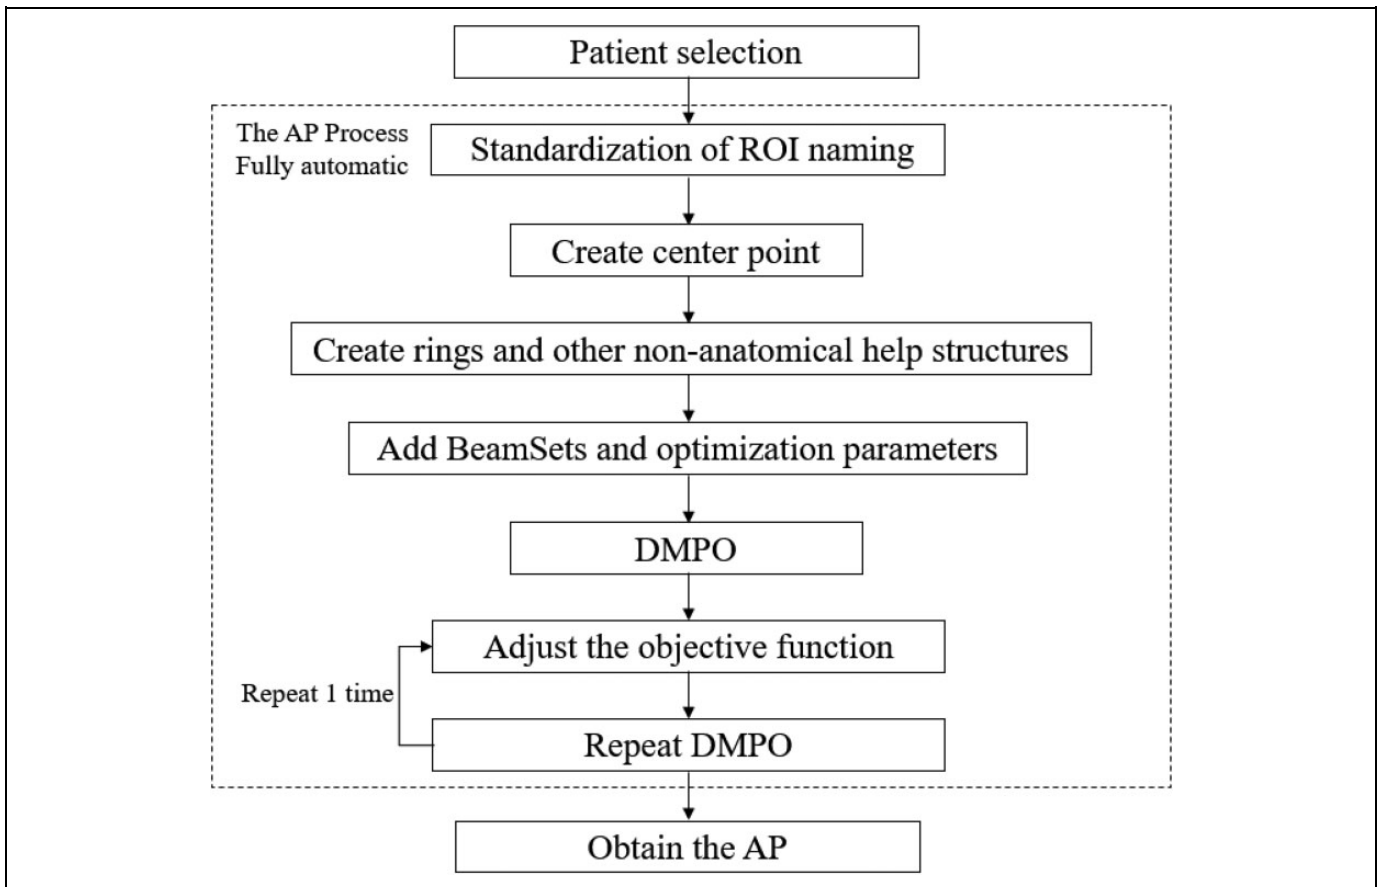 Patient selection
The AP Process
Fully automatic
Standardization of ROI naming
Create center point
Create rings and other non-anatomical help structures
Add BeamSets and optimization parameters
DMPO
Adjust the objective function
Repeat 1 time
Repeat DMPO
Obtain the AP